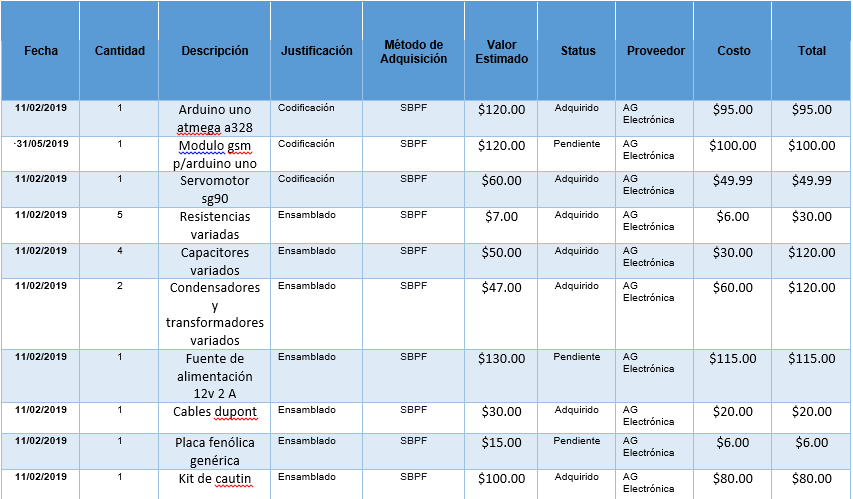 Fecha Cantidad Descripción Justificación Método de Adquisición Valor Estimado Status Proveedor Costo Total
11/02/2019 1 Arduino uno atmega a328 Codificación SBPF $120.00 Adquirido AG Electrónica $95.00 $95.00
·31/05/2019 1 Modulo gsm p/arduino uno Codificación SBPF $120.00 Pendiente AG Electrónica $100.00 $100.00
11/02/2019 1 Servomotor sg90 Codificación SBPF $60.00 Adquirido AG Electrónica $49.99 $49.99
11/02/2019 5 Resistencias variadas Ensamblado SBPF $7.00 Adquirido AG Electrónica $6.00 $30.00
11/02/2019 4 Capacitores variados Ensamblado SBPF $50.00 Adquirido AG Electrónica $30.00 $120.00
11/02/2019 2 Condensadores y transformadores variados Ensamblado SBPF $47.00 Adquirido AG Electrónica $60.00 $120.00
11/02/2019 1 Fuente de alimentación 12v 2 A Ensamblado SBPF $130.00 Pendiente AG Electrónica $115.00 $115.00
11/02/2019 1 Cables dupont Ensamblado SBPF $30.00 Adquirido AG Electrónica $20.00 $20.00
11/02/2019 1 Placa fenólica genérica Ensamblado SBPF $15.00 Pendiente AG Electrónica $6.00 $6.00
11/02/2019 1 Kit de cautin Ensamblado SBPF $100.00 Adquirido AG Electrónica $80.00 $80.00